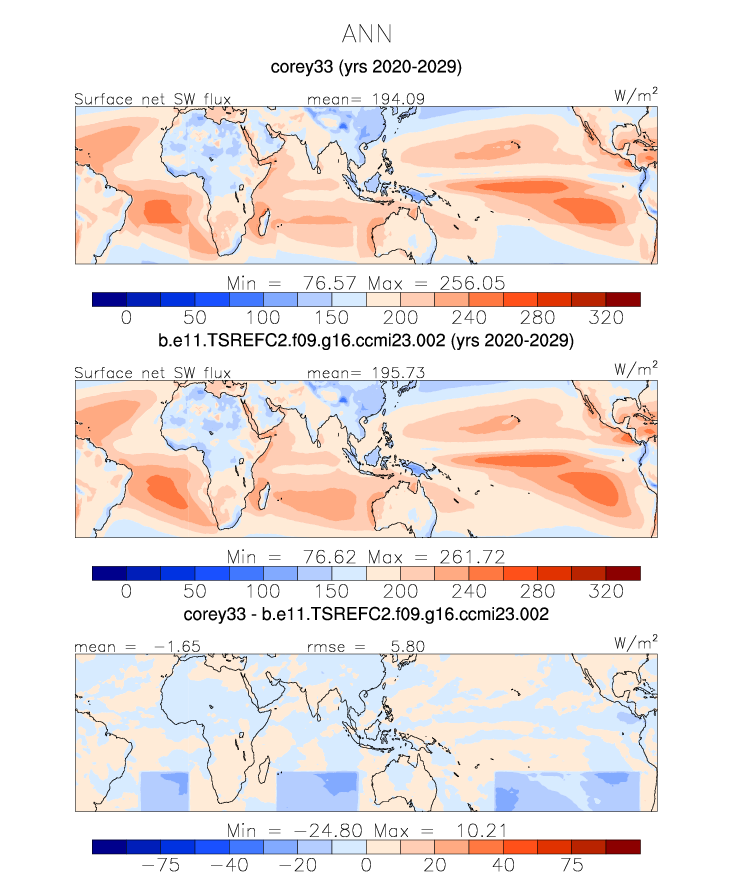 ANN
corey33 (yrs 2020-2029)
Surface net SW flux mean= 194.09 W/m²
Min = 76.57 Max = 256.05
0 50 100 150 200 240 280 320
b.e11.TSREFC2.f09.g16.ccmi23.002 (yrs 2020-2029)
Surface net SW flux mean= 195.73 W/m²
Min = 76.62 Max = 261.72
0 50 100 150 200 240 280 320
corey33 - b.e11.TSREFC2.f09.g16.ccmi23.002
mean = −1.65 rmse = 5.80 W/m²
Min = −24.80 Max = 10.21
−75 −40 −20 0 20 40 75